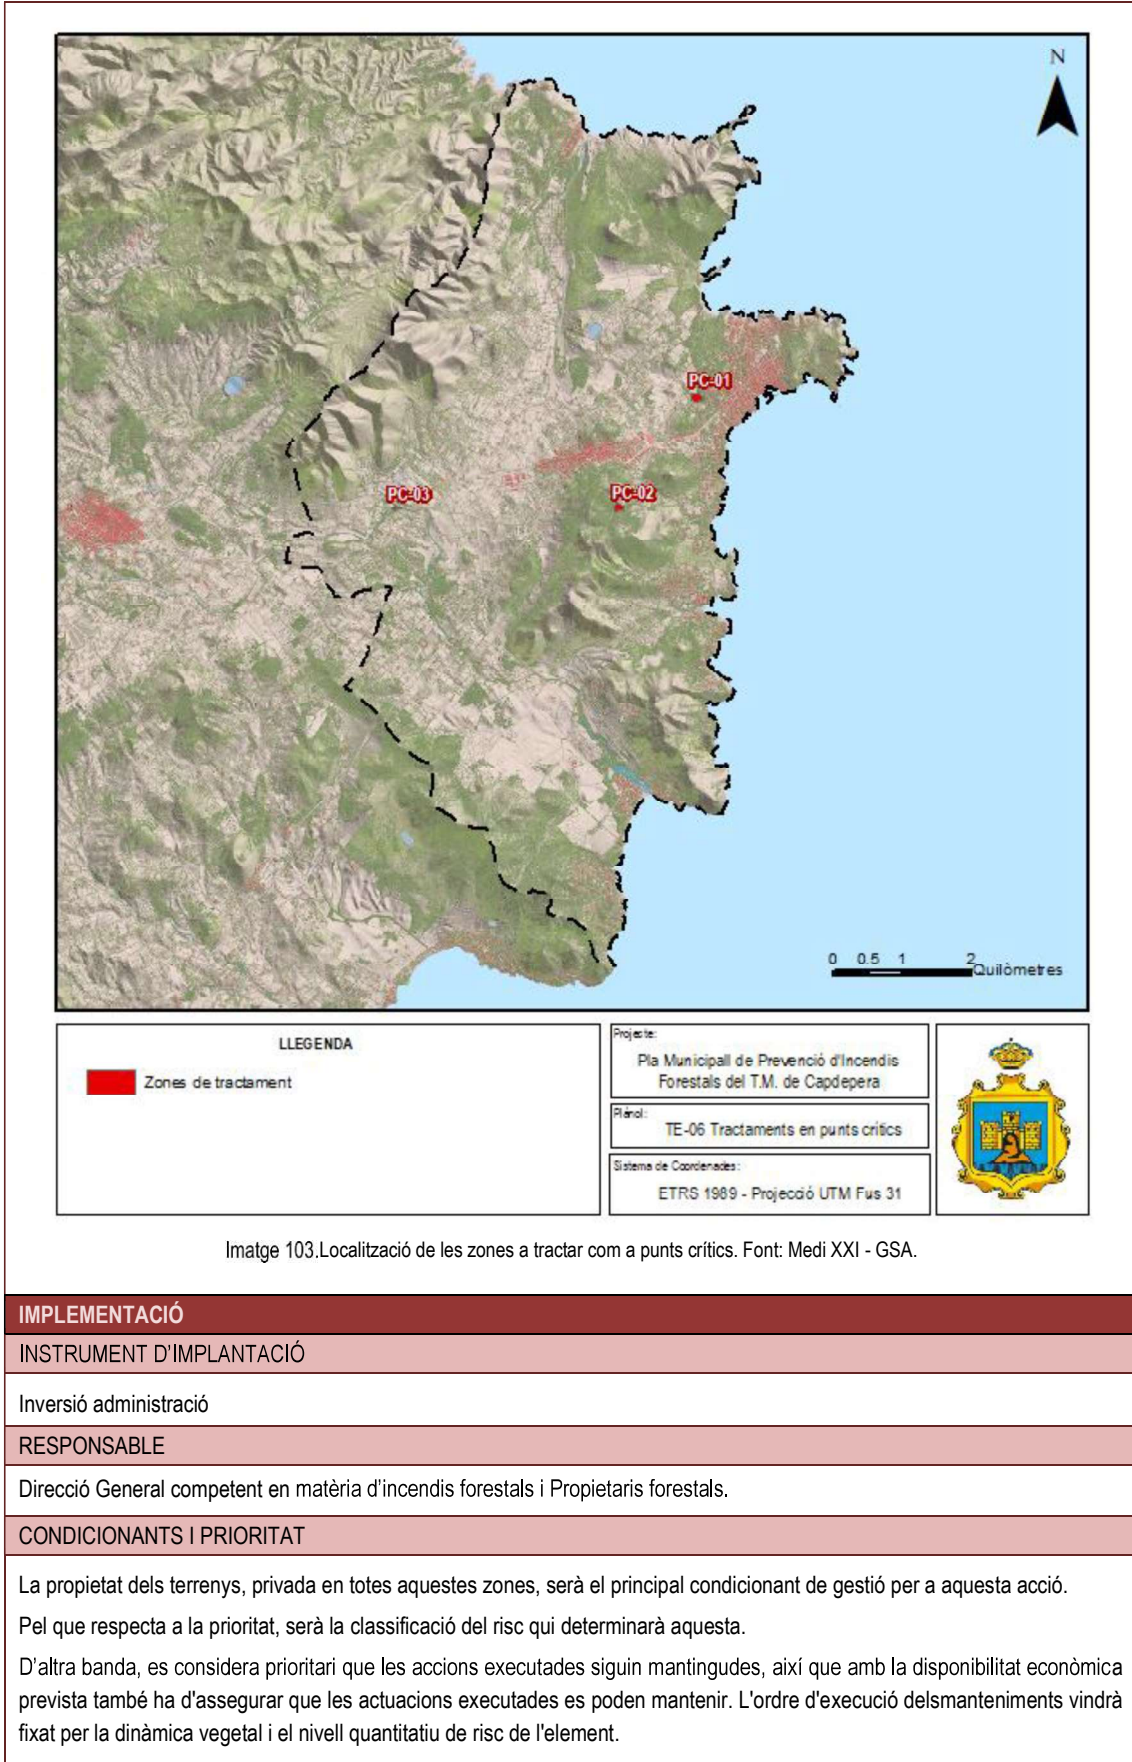 N
PC-01
PC-03
PC-02
0 0.5 1 2
Quilòmetres
LLEGENDA
Zones de tractament
Projecte:
Pla Municipall de Prevenció d'Incendis
Forestals del T.M. de Capdepera
Plànol:
TE-06 Tractaments en punts crítics
Sistema de Coordenades:
ETRS 1989 - Projecció UTM Fus 31
Imatge 103.Localització de les zones a tractar com a punts crítics. Font: Medi XXI - GSA.
IMPLEMENTACIÓ
INSTRUMENT D'IMPLANTACIÓ
Inversió administració
RESPONSABLE
Direcció General competent en matèria d'incendis forestals i Propietaris forestals.
CONDICIONANTS I PRIORITAT
La propietat dels terrenys, privada en totes aquestes zones, serà el principal condicionant de gestió per a aquesta acció.
Pel que respecta a la prioritat, serà la classificació del risc qui determinarà aquesta.
D'altra banda, es considera prioritari que les accions executades siguin mantingudes, així que amb la disponibilitat econòmica
prevista també ha d'assegurar que les actuacions executades es poden mantenir. L'ordre d'execució delsmanteniments vindrà
fixat per la dinàmica vegetal i el nivell quantitatiu de risc de l'element.